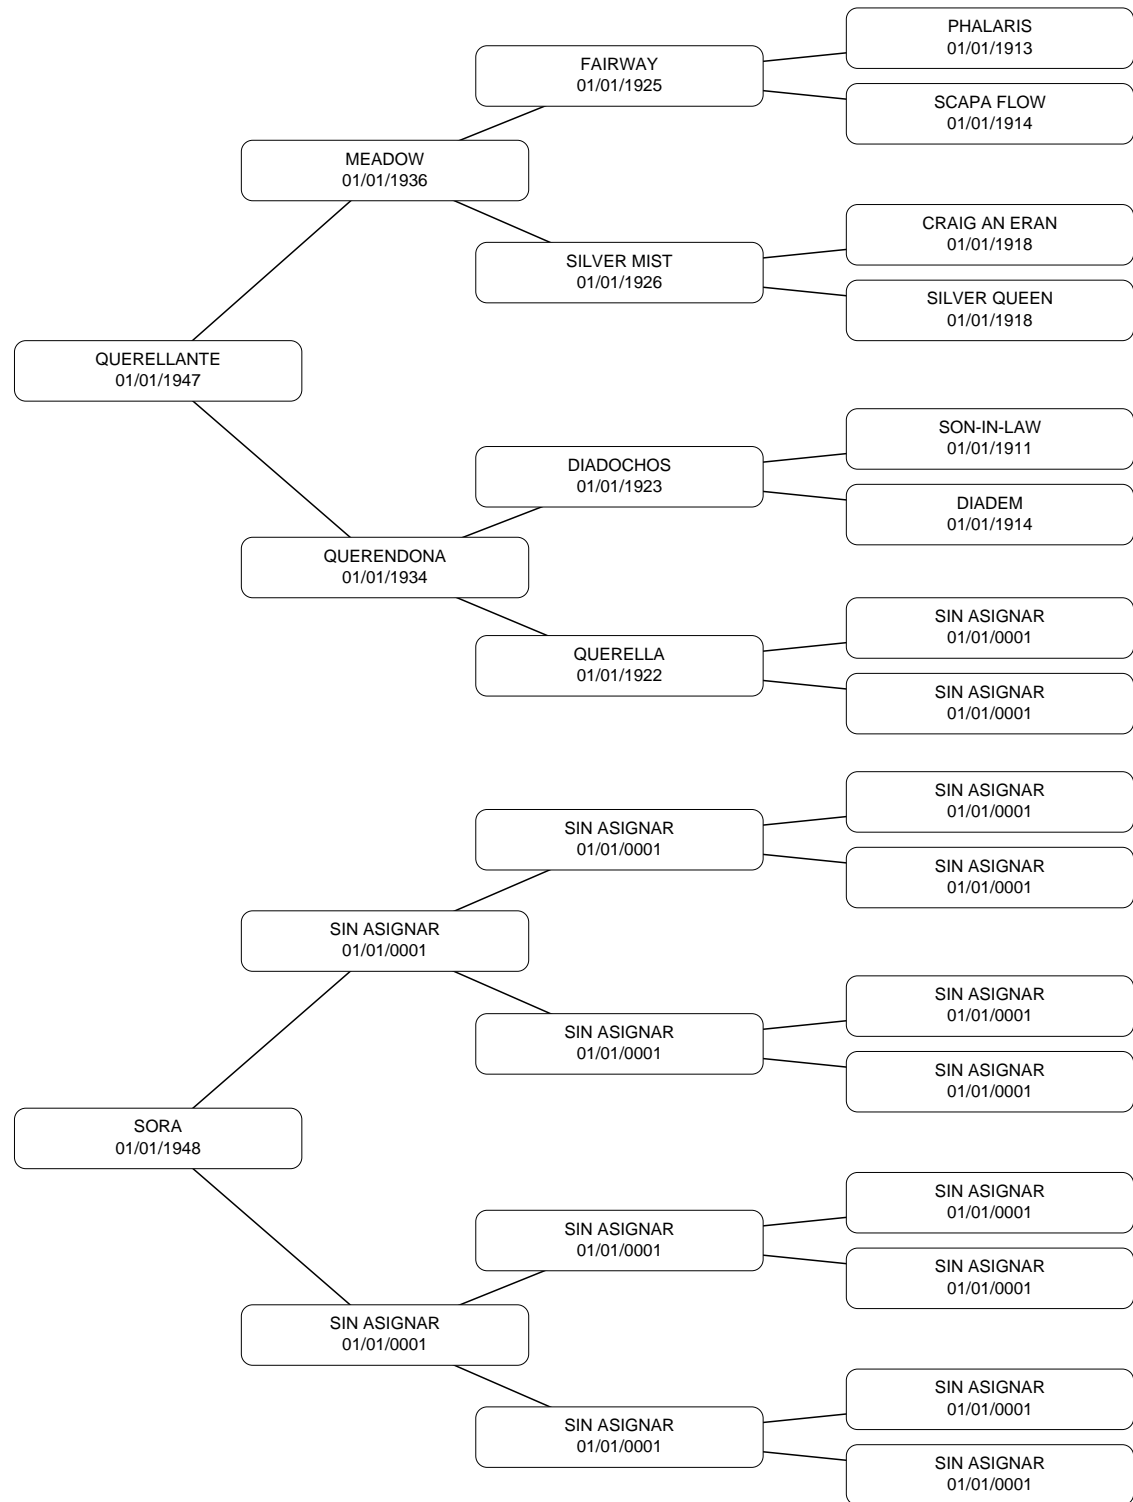 PHALARIS
01/01/1913
FAIRWAY
01/01/1925
SCAPA FLOW
01/01/1914
MEADOW
01/01/1936
CRAIG AN ERAN
01/01/1918
SILVER MIST
01/01/1926
SILVER QUEEN
01/01/1918
QUERELLANTE
01/01/1947
SON-IN-LAW
01/01/1911
DIADOCHOS
01/01/1923
DIADEM
01/01/1914
QUERENDONA
01/01/1934
SIN ASIGNAR
01/01/0001
QUERELLA
01/01/1922
SIN ASIGNAR
01/01/0001
SIN ASIGNAR
01/01/0001
SIN ASIGNAR
01/01/0001
SIN ASIGNAR
01/01/0001
SIN ASIGNAR
01/01/0001
SIN ASIGNAR
01/01/0001
SIN ASIGNAR
01/01/0001
SIN ASIGNAR
01/01/0001
SORA
01/01/1948
SIN ASIGNAR
01/01/0001
SIN ASIGNAR
01/01/0001
SIN ASIGNAR
01/01/0001
SIN ASIGNAR
01/01/0001
SIN ASIGNAR
01/01/0001
SIN ASIGNAR
01/01/0001
SIN ASIGNAR
01/01/0001